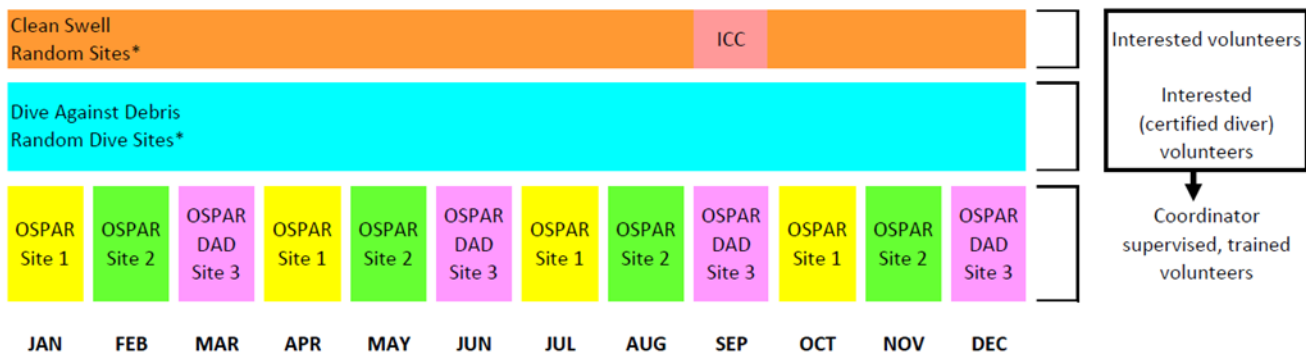 Clean Swell
Random Sites*
ICC
Interested volunteers
Dive Against Debris
Random Dive Sites*
Interested
(certified diver)
volunteers
OSPAR
Site 1
OSPAR
Site 2
OSPAR
DAD
Site 3
OSPAR
Site 1
OSPAR
Site 2
OSPAR
DAD
Site 3
OSPAR
Site 1
OSPAR
Site 2
OSPAR
DAD
Site 3
OSPAR
Site 1
OSPAR
Site 2
OSPAR
DAD
Site 3
Coordinator
supervised, trained
volunteers
JAN FEB MAR APR MAY JUN JUL AUG SEP OCT NOV DEC